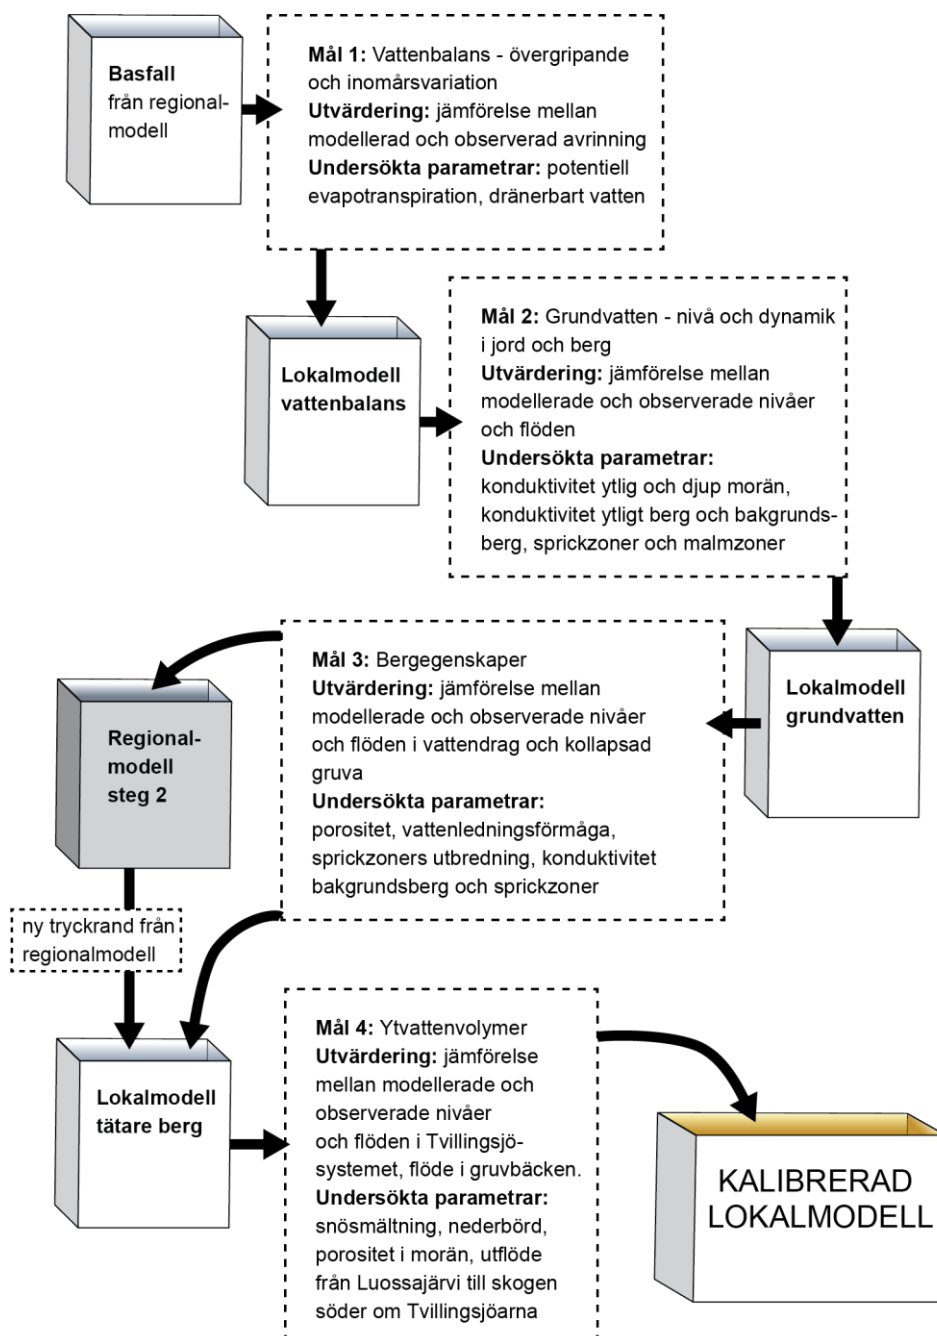 Basfall
från regional-
modell
Mål 1: Vattenbalans - övergripande
och inomårsvariation
Utvärdering: jämförelse mellan
modellerad och observerad avrinning
Undersökta parametrar: potentiell
evapotranspiration, dränerbart vatten
Lokalmodell
vattenbalans
Mål 2: Grundvatten - nivå och dynamik
i jord och berg
Utvärdering: jämförelse mellan
modellerade och observerade nivåer
och flöden
Undersökta parametrar:
konduktivitet ytlig och djup morän,
konduktivitet ytligt berg och bakgrunds-
berg, sprickzoner och malmzoner
Lokalmodell
grundvatten
Mål 3: Bergegenskaper
Utvärdering: jämförelse mellan
modellerade och observerade nivåer
och flöden i vattendrag och kollapsad
gruva
Undersökta parametrar:
porositet, vattenledningsförmåga,
sprickzoners utbredning, konduktivitet
bakgrundsberg och sprickzoner
Regional-
modell
steg 2
ny tryckrand från
regionalmodell
Lokalmodell
tätare berg
Mål 4: Ytvattenvolymer
Utvärdering: jämförelse
mellan modellerade och
observerade nivåer
och flöden i Tvillingsjö-
systemet, flöde i gruvbäcken.
Undersökta parametrar:
snösmältning, nederbörd,
porositet i morän, utflöde
från Luossajärvi till skogen
söder om Tvillingsjöarna
KALIBRERAD
LOKALMODELL